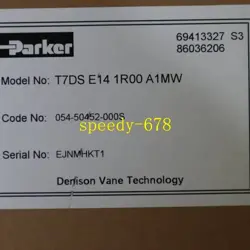 Parker
69413327 S3
86036206
Model No: T7DS E14 1R00 A1MW
Code No: 054-50452-000S
speedy-678
Serial No: EJNMHKT1
Denison Vane Technology